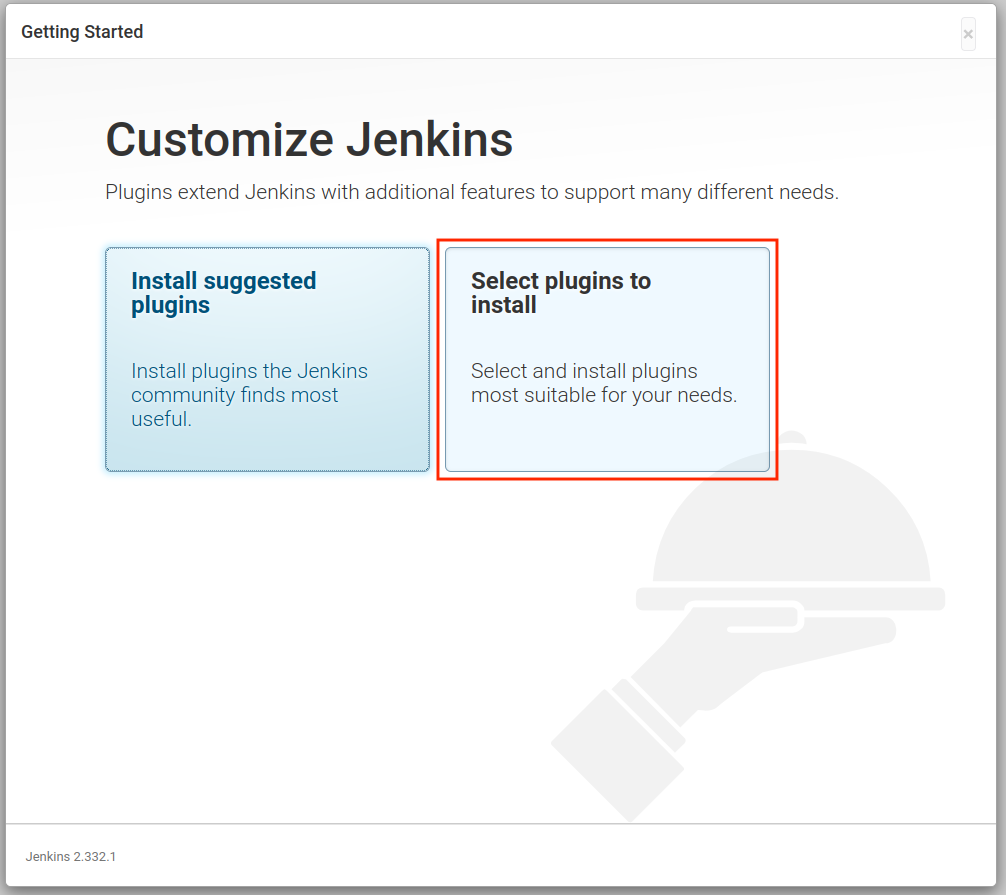 Getting Started
×
Customize Jenkins
Plugins extend Jenkins with additional features to support many different needs.
Install suggested
plugins
Install plugins the Jenkins
community finds most
useful.
Select plugins to
install
Select and install plugins
most suitable for your needs.
Jenkins 2.332.1